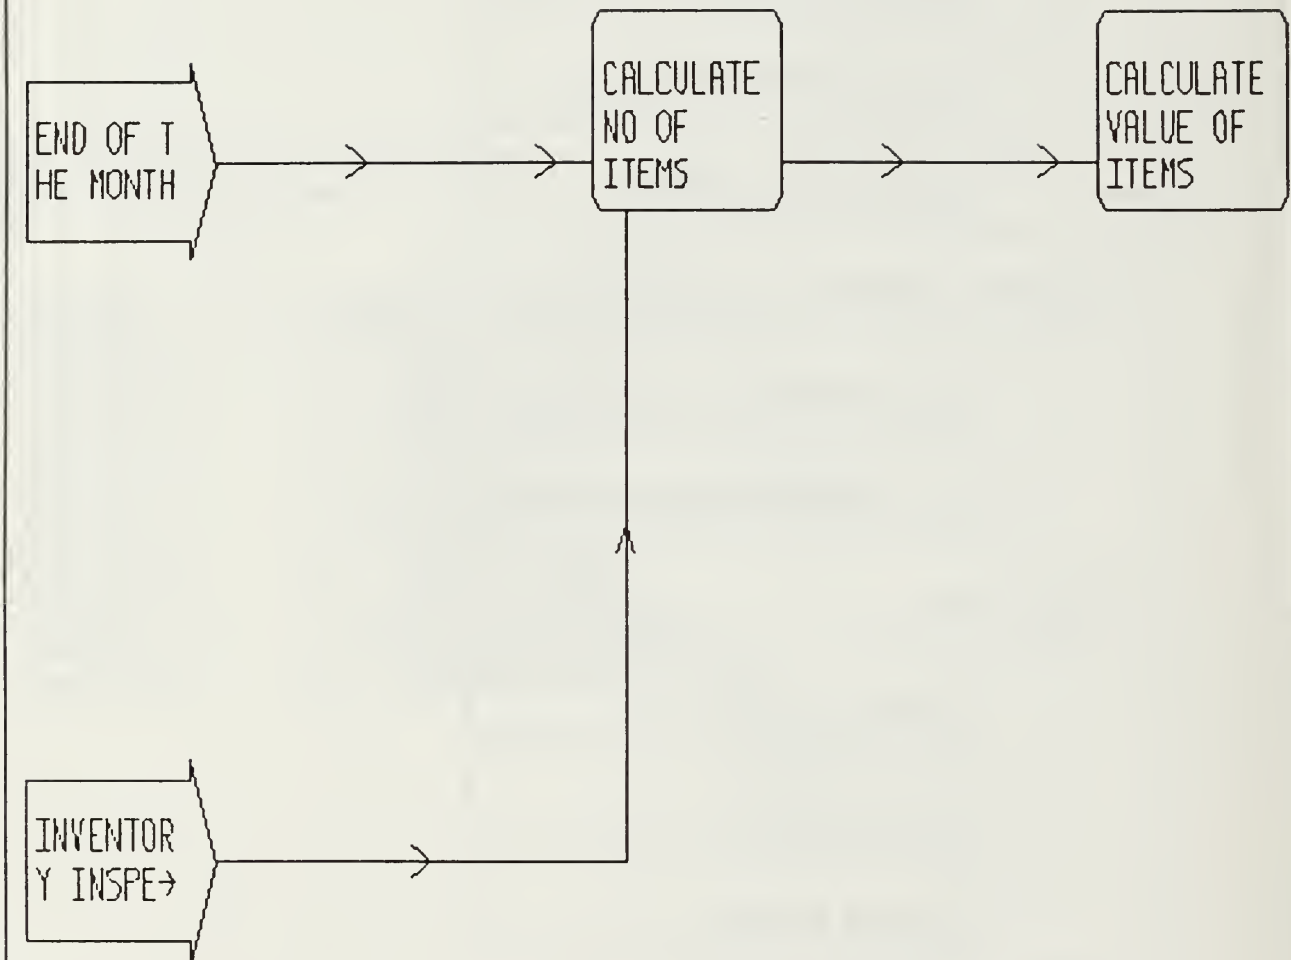 END OF T
HE MONTH
CALCULATE
NO OF
ITEMS
CALCULATE
VALUE OF
ITEMS
INVENTOR
Y INSPE→